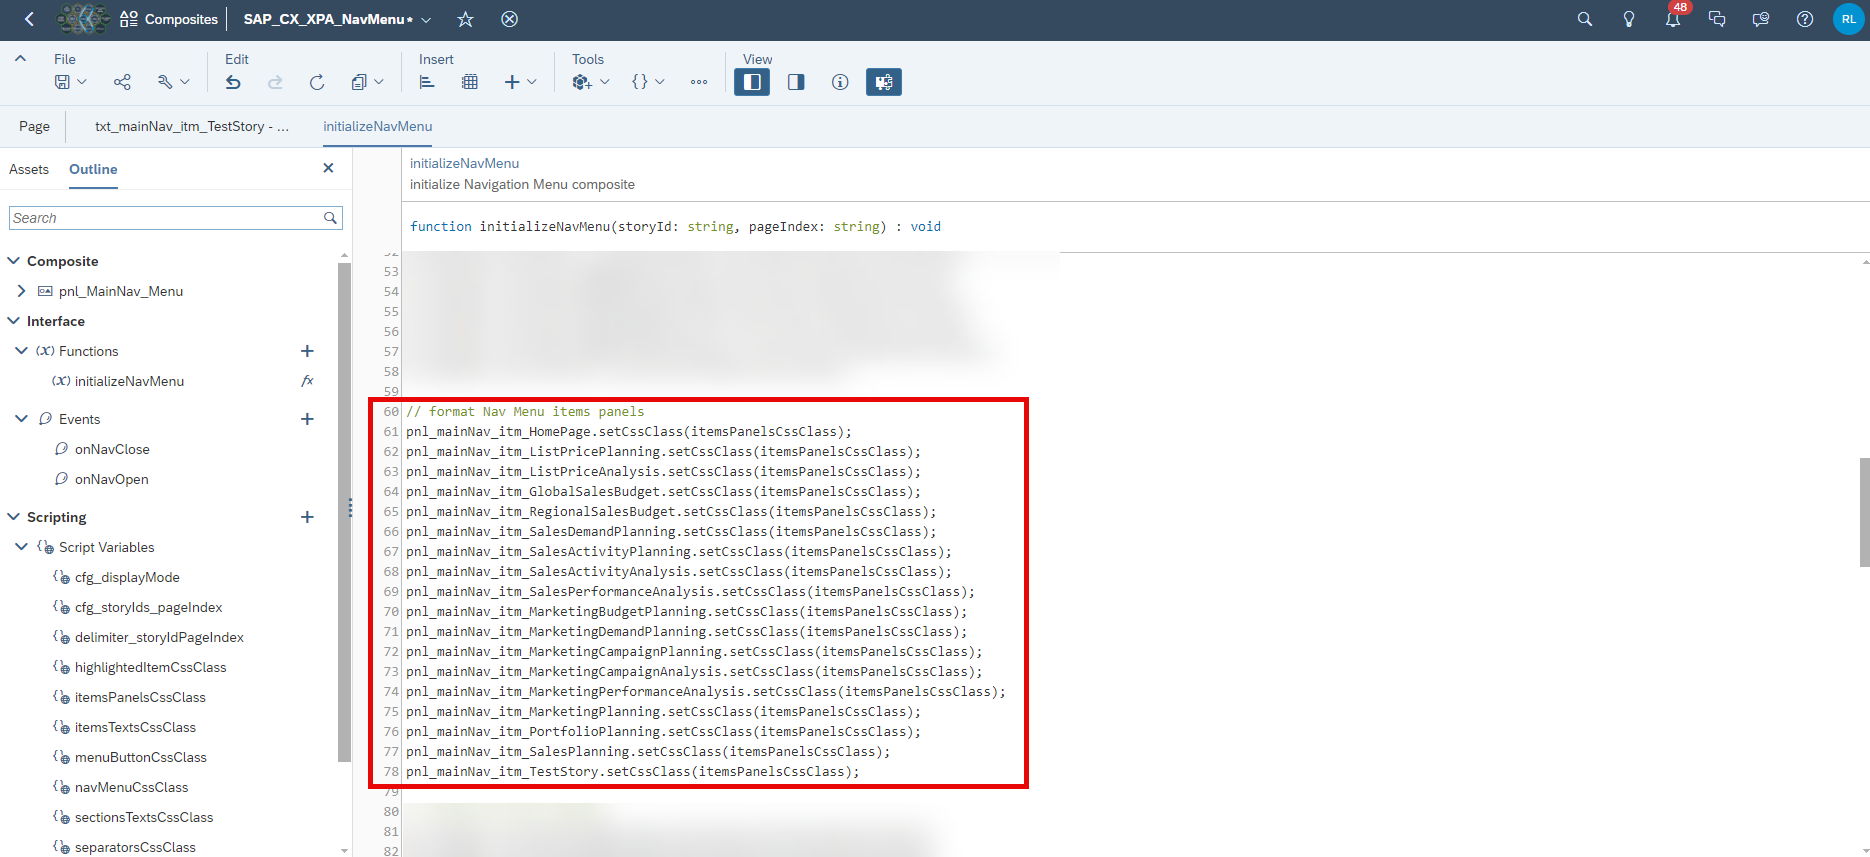 Composites
SAP_CX_XPA_NavMenu*
48
RL
File
Edit
Insert
Tools
View
Page
txt_mainNav_itm_TestStory - ...
initializeNavMenu
Assets
Outline
Search
Composite
pnl_MainNav_Menu
Interface
(X) Functions
(X) initializeNavMenu
fx
Events
onNavClose
onNavOpen
Scripting
Script Variables
cfg_displayMode
cfg_storyIds_pageIndex
delimiter_storyIdPageIndex
highlightedItemCssClass
itemsPanelsCssClass
itemsTextsCssClass
menuButtonCssClass
navMenuCssClass
sectionsTextsCssClass
separatorsCssClass
initializeNavMenu
initialize Navigation Menu composite
function initializeNavMenu(storyId: string, pageIndex: string) : void
52
53
54
55
56
57
58
59
60 // format Nav Menu items panels
61 pnl_mainNav_itm_HomePage.setCssClass(itemsPanelsCssClass);
62 pnl_mainNav_itm_ListPricePlanning.setCssClass(itemsPanelsCssClass);
63 pnl_mainNav_itm_ListPriceAnalysis.setCssClass(itemsPanelsCssClass);
64 pnl_mainNav_itm_GlobalSalesBudget.setCssClass(itemsPanelsCssClass);
65 pnl_mainNav_itm_RegionalSalesBudget.setCssClass(itemsPanelsCssClass);
66 pnl_mainNav_itm_SalesDemandPlanning.setCssClass(itemsPanelsCssClass);
67 pnl_mainNav_itm_SalesActivityPlanning.setCssClass(itemsPanelsCssClass);
68 pnl_mainNav_itm_SalesActivityAnalysis.setCssClass(itemsPanelsCssClass);
69 pnl_mainNav_itm_SalesPerformanceAnalysis.setCssClass(itemsPanelsCssClass);
70 pnl_mainNav_itm_MarketingBudgetPlanning.setCssClass(itemsPanelsCssClass);
71 pnl_mainNav_itm_MarketingDemandPlanning.setCssClass(itemsPanelsCssClass);
72 pnl_mainNav_itm_MarketingCampaignPlanning.setCssClass(itemsPanelsCssClass);
73 pnl_mainNav_itm_MarketingCampaignAnalysis.setCssClass(itemsPanelsCssClass);
74 pnl_mainNav_itm_MarketingPerformanceAnalysis.setCssClass(itemsPanelsCssClass);
75 pnl_mainNav_itm_MarketingPlanning.setCssClass(itemsPanelsCssClass);
76 pnl_mainNav_itm_PortfolioPlanning.setCssClass(itemsPanelsCssClass);
77 pnl_mainNav_itm_SalesPlanning.setCssClass(itemsPanelsCssClass);
78 pnl_mainNav_itm_TestStory.setCssClass(itemsPanelsCssClass);
79
80
81
82